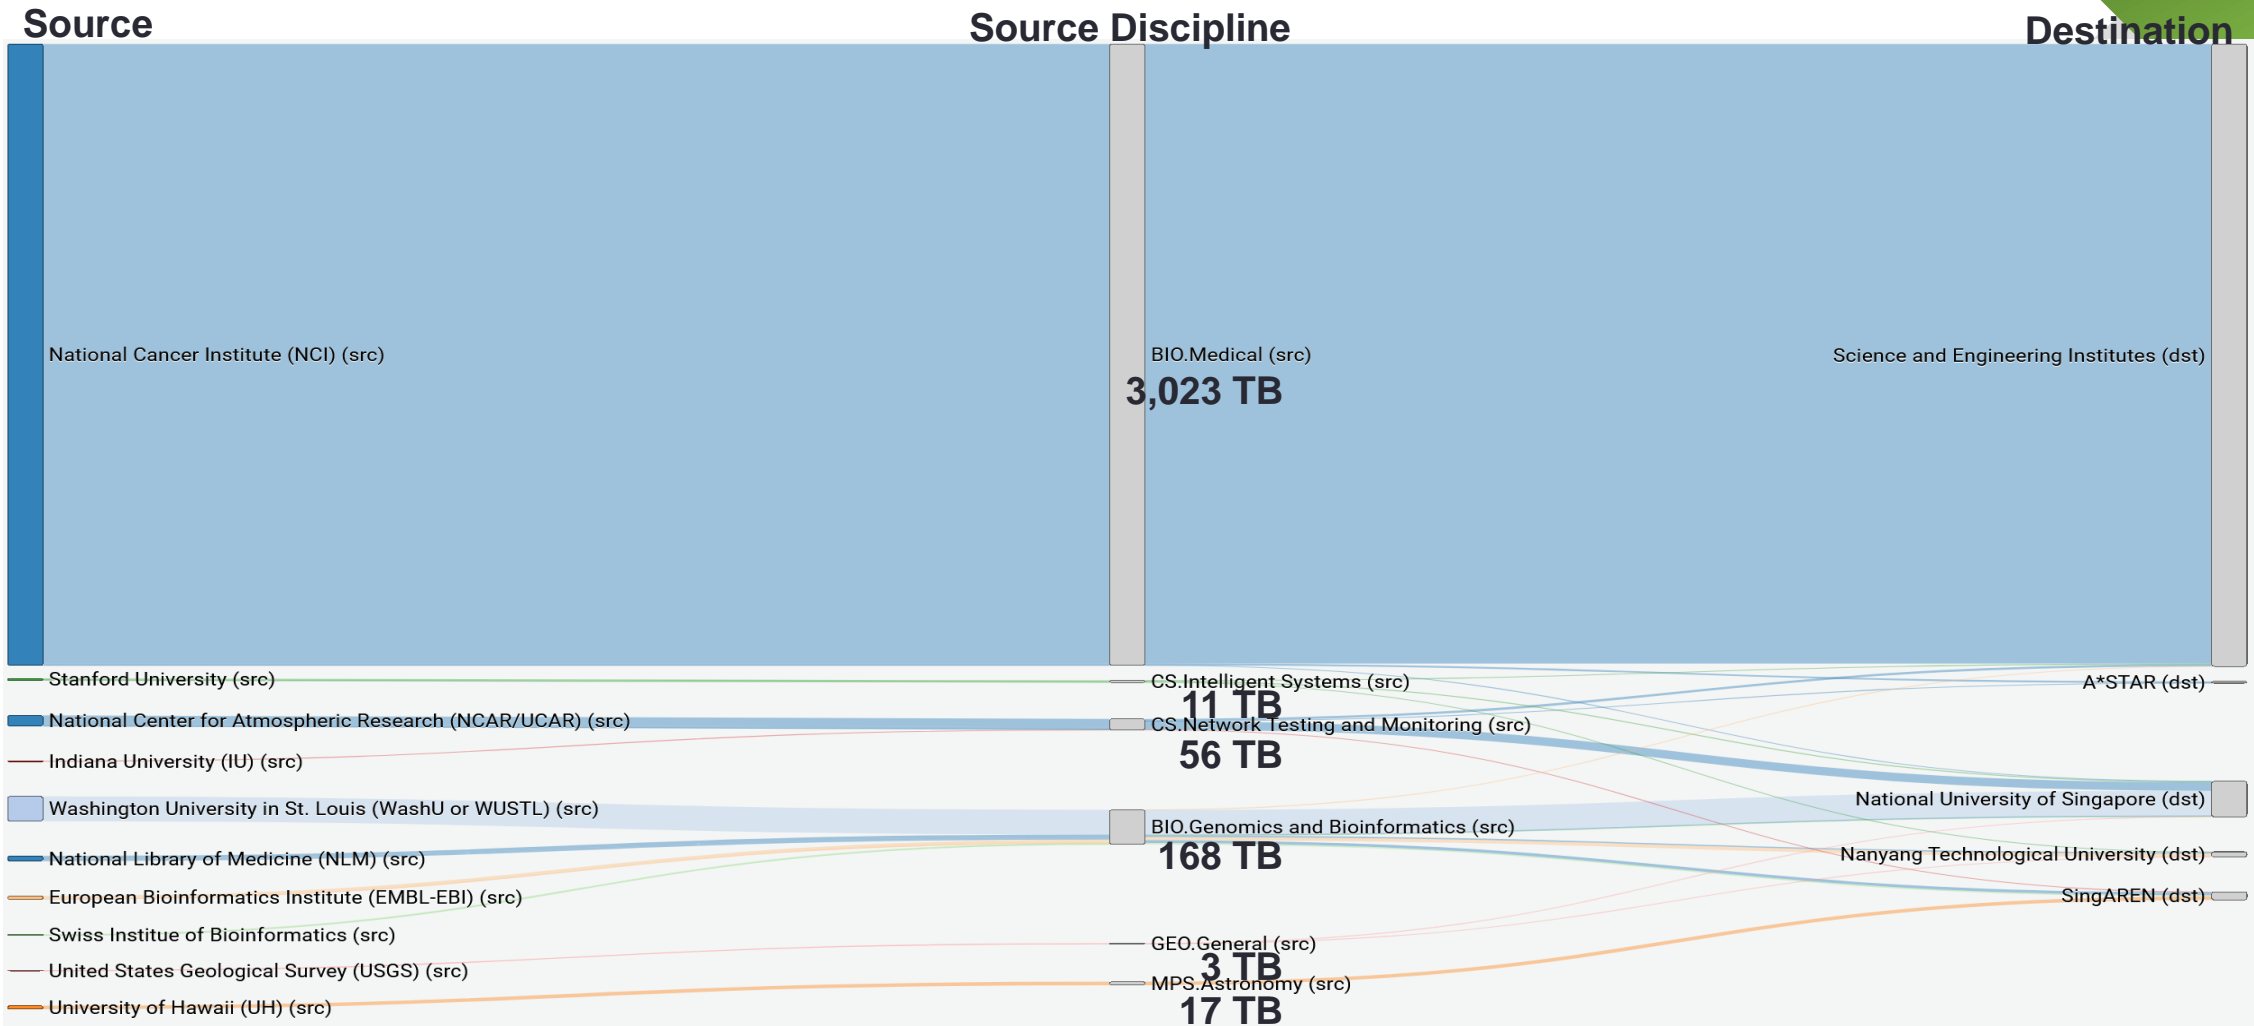 Source
Source Discipline
Destination
National Cancer Institute (NCI) (src)
BIO.Medical (src)
3,023 TB
Science and Engineering Institutes (dst)
Stanford University (src)
CS.Intelligent Systems (src)
11 TB
A*STAR (dst)
National Center for Atmospheric Research (NCAR/UCAR) (src)
CS.Network Testing and Monitoring (src)
56 TB
Indiana University (IU) (src)
Washington University in St. Louis (WashU or WUSTL) (src)
National University of Singapore (dst)
BIO.Genomics and Bioinformatics (src)
168 TB
National Library of Medicine (NLM) (src)
Nanyang Technological University (dst)
European Bioinformatics Institute (EMBL-EBI) (src)
SingAREN (dst)
Swiss Institue of Bioinformatics (src)
GEO.General (src)
3 TB
United States Geological Survey (USGS) (src)
MPS.Astronomy (src)
17 TB
University of Hawaii (UH) (src)